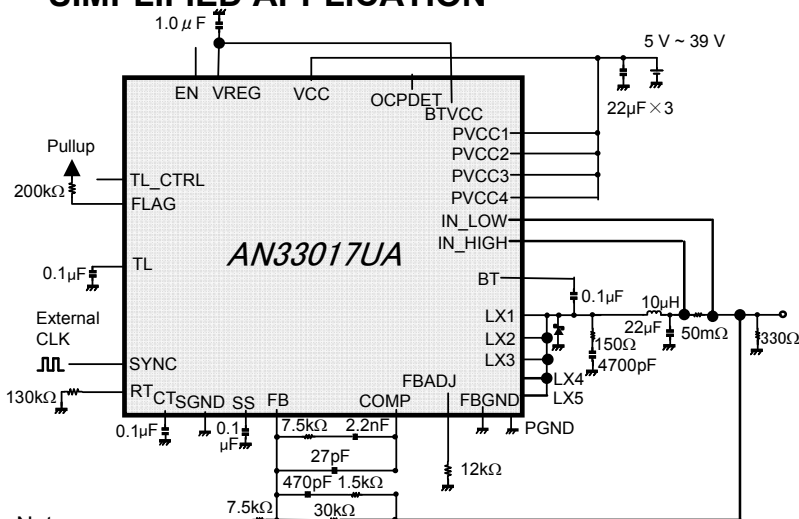 SIMPLIFIED APPLICATION
1.0 μ F
5 V ~ 39 V
EN VREG VCC OCPDET
BTVCC
22µF×3
PVCC1
Pullup
PVCC2
PVCC3
TL_CTRL
200kΩ
PVCC4
FLAG
IN_LOW
IN_HIGH
AN33017UA
TL
BT
0.1µF
0.1µF
10µH
External
CLK
LX1
22µF
50mΩ
330Ω
LX2
150Ω
SYNC
LX3
4700pF
130kΩ
RT
FBADJ
LX4
CT SGND SS FB COMP FBGND
LX5
0.1µF
0.1
µF
7.5kΩ 2.2nF
PGND
27pF
12kΩ
470pF 1.5kΩ
7.5kΩ
30kΩ